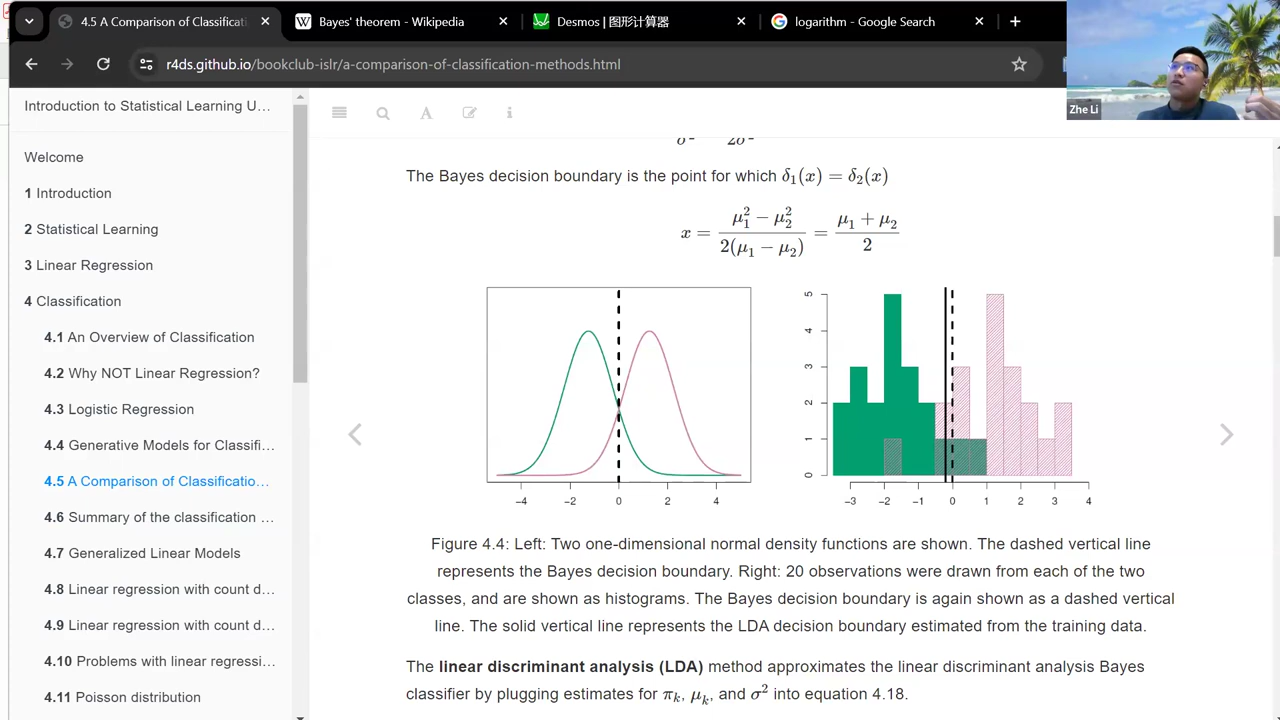 4.5 A Comparison of Classificati
Bayes' theorem - Wikipedia
Desmos | 图形计算器
logarithm - Google Search
r4ds.github.io/bookclub-islr/a-comparison-of-classification-methods.html
Zhe Li
Introduction to Statistical Learning U…
Welcome
1 Introduction
2 Statistical Learning
3 Linear Regression
4 Classification
4.1 An Overview of Classification
4.2 Why NOT Linear Regression?
4.3 Logistic Regression
4.4 Generative Models for Classifi…
4.5 A Comparison of Classificatio…
4.6 Summary of the classification …
4.7 Generalized Linear Models
4.8 Linear regression with count d…
4.9 Linear regression with count d…
4.10 Problems with linear regressi…
4.11 Poisson distribution
The Bayes decision boundary is the point for which δ₁(x) = δ₂(x)
x = (μ₁² − μ₂²) / 2(μ₁ − μ₂) = (μ₁ + μ₂) / 2
−4 −2 0 2 4
5
4
3
2
1
0
−3 −2 −1 0 1 2 3 4
Figure 4.4: Left: Two one-dimensional normal density functions are shown. The dashed vertical line
represents the Bayes decision boundary. Right: 20 observations were drawn from each of the two
classes, and are shown as histograms. The Bayes decision boundary is again shown as a dashed vertical
line. The solid vertical line represents the LDA decision boundary estimated from the training data.
The linear discriminant analysis (LDA) method approximates the linear discriminant analysis Bayes
classifier by plugging estimates for πₖ, μₖ, and σ² into equation 4.18.